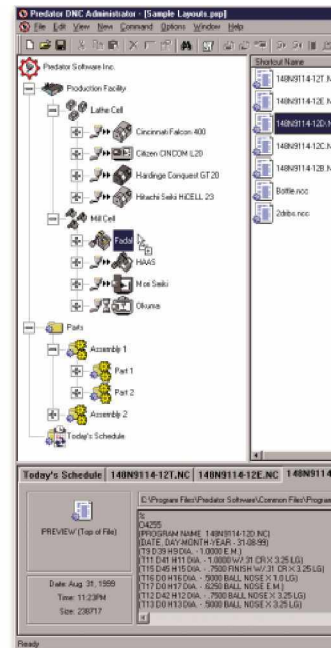 Predator DNC Administrator - [Sample Layouts.pxp]
File Edit View New Command Options Window Help
Predator Software Inc.
Production Facility
Lathe Cell
Cincinnati Falcon 400
Citizen CINCOM L20
Hardinge Conquest GT20
Hitachi Seiki HiCELL 23
Mill Cell
Fadal
HAAS
Mori Seiki
Okuma
Parts
Assembly 1
Part 1
Part 2
Assembly 2
Today's Schedule
Shortcut Name
148N9114-12T.N
148N9114-12E.N
148N9114-12D.N
148N9114-12C.N
148N9114-12B.N
Bottle.ncc
2dribs.ncc
Today's Schedule 148N9114-12T.NC 148N9114-12E.NC 148N9114
PREVIEW (Top of File)
Date: Aug. 31, 1999
Time: 11:23PM
Size: 238717
C:\Program Files\Predator Software\Common Files\Program
%
O4255
(PROGRAM NAME 148N9114-12D.NC)
(DATE, DAY-MONTH-YEAR - 31-08-99)
(T9 D39 H9 DIA. - 1.0000 E.M.)
(T11 D41 H11 DIA. - 1.0000 W/.31 CR X 3.25 LG)
(T15 D45 H15 DIA. - .7500 FINISH W/.31 CR X 3.25 LG)
(T16 D0 H16 DIA. - .5000 BALL NOSE X 1.0 LG)
(T17 D0 H17 DIA. - .6250 BALL NOSE E.M.)
(T12 D42 H12 DIA. - .7500 BALL NOSE X 3.25 LG)
(T13 D0 H13 DIA. - .5000 BALL NOSE X 3.25 LG)
Ready